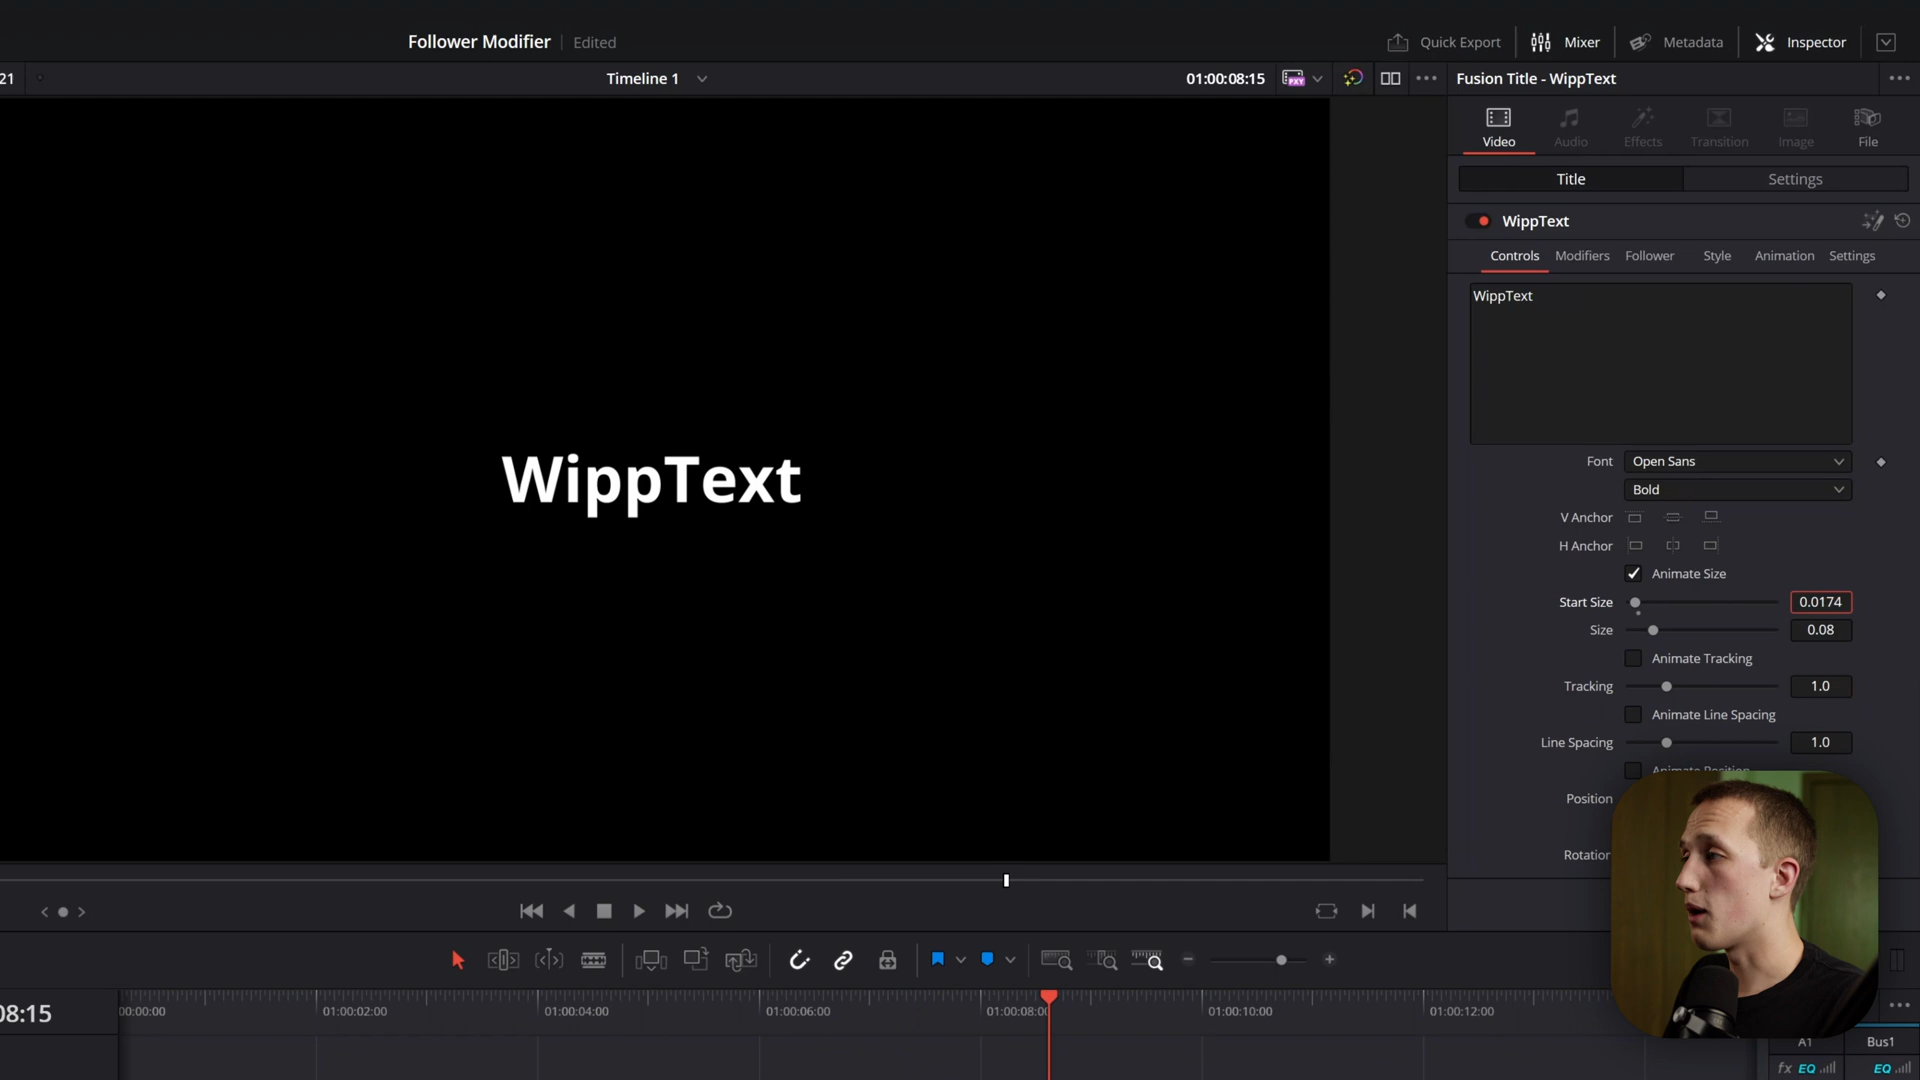 Follower Modifier Edited
Quick Export Mixer Metadata Inspector
21 Timeline 1 01:00:08:15 PXY
Fusion Title - WippText
Video Audio Effects Transition Image File
Title Settings
WippText
Controls Modifiers Follower Style Animation Settings
WippText
WippText
Font Open Sans
Bold
V Anchor
H Anchor
Animate Size
Start Size 0.0174
Size 0.08
Animate Tracking
Tracking 1.0
Animate Line Spacing
Line Spacing 1.0
Animate Position
Position
Rotation
08:15 00:00:00 01:00:02:00 01:00:04:00 01:00:06:00 01:00:08:00 01:00:10:00 01:00:12:00
A1 Bus1
fx EQ EQ